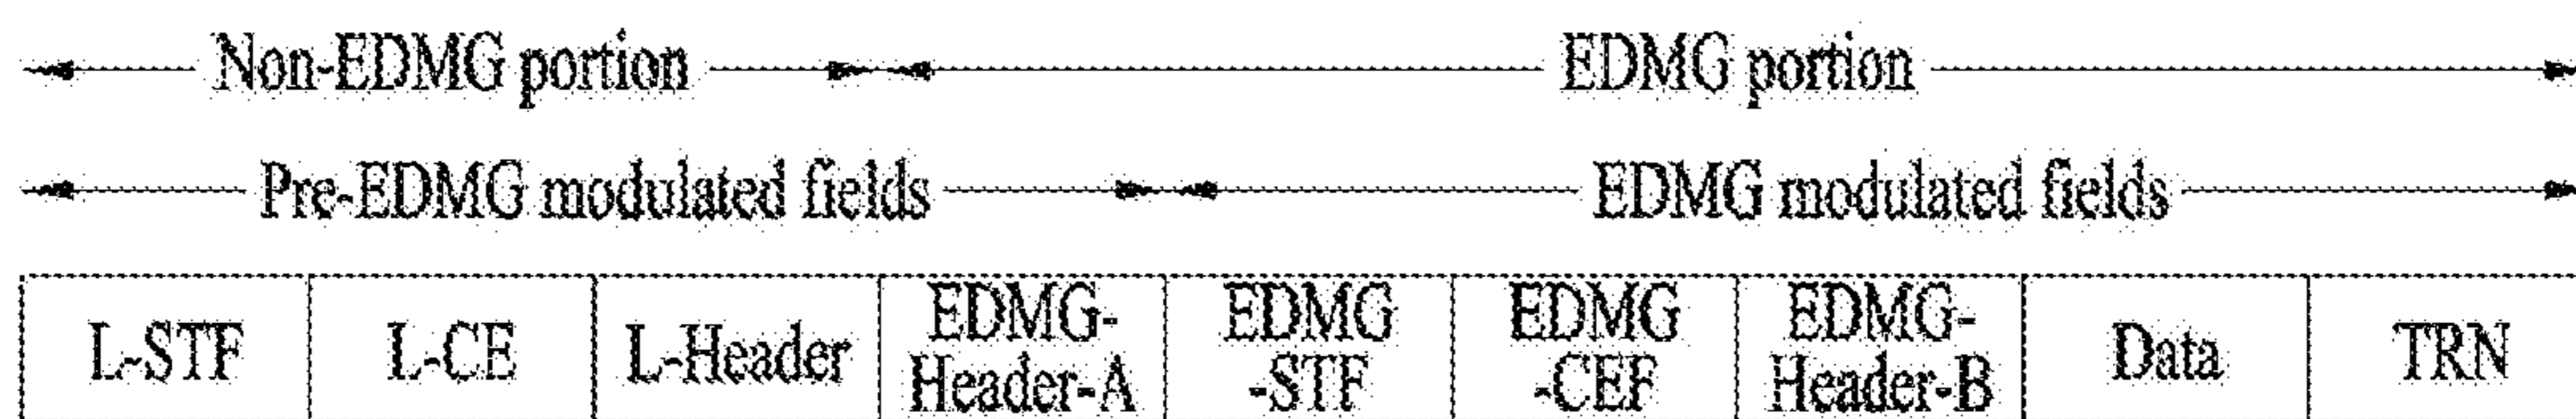 Non-EDMG portion EDMG portion
Pre-EDMG modulated fields EDMG modulated fields
L-STF L-CE L-Header EDMG-Header-A EDMG-STF EDMG-CEF EDMG-Header-B Data TRN